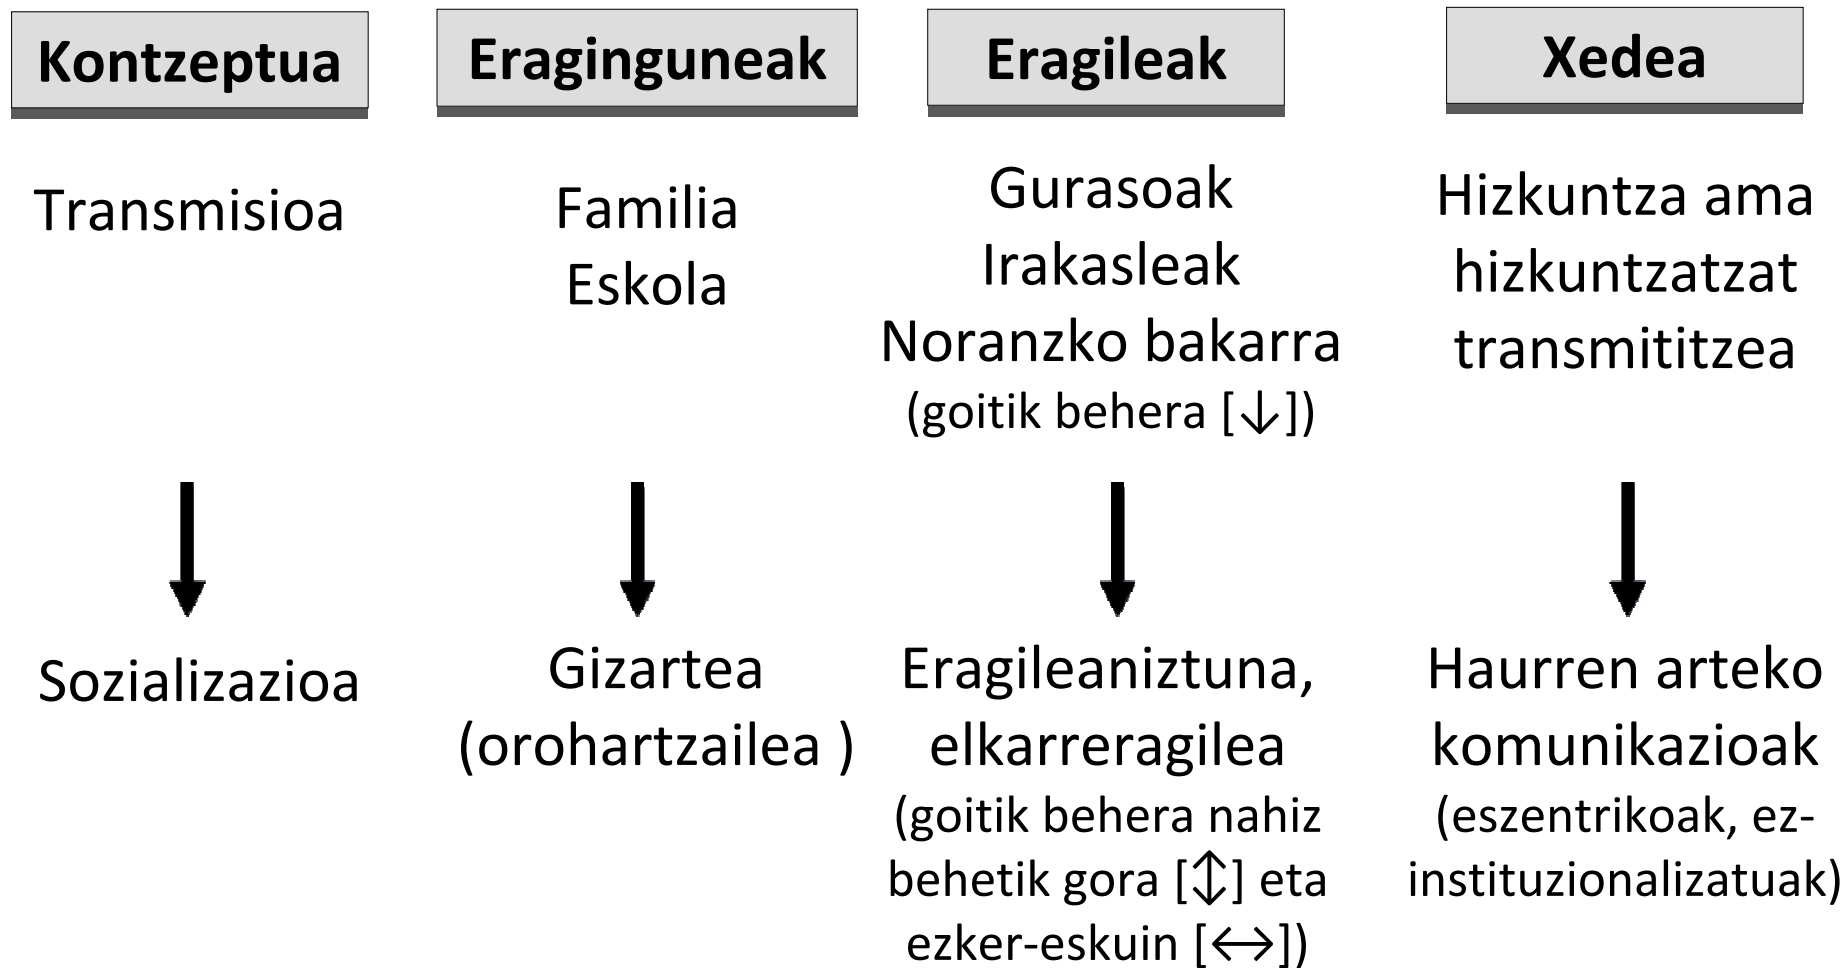 Kontzeptua
Eraginguneak
Eragileak
Xedea
Transmisioa
Familia
Eskola
Gurasoak
Irakasleak
Noranzko bakarra
(goitik behera [↓])
Hizkuntza ama
hizkuntzatzat
transmititzea
Sozializazioa
Gizartea
(orohartzailea )
Eragileaniztuna,
elkarreragilea
(goitik behera nahiz
behetik gora [↕] eta
ezker-eskuin [↔])
Haurren arteko
komunikazioak
(eszentrikoak, ez-
instituzionalizatuak)